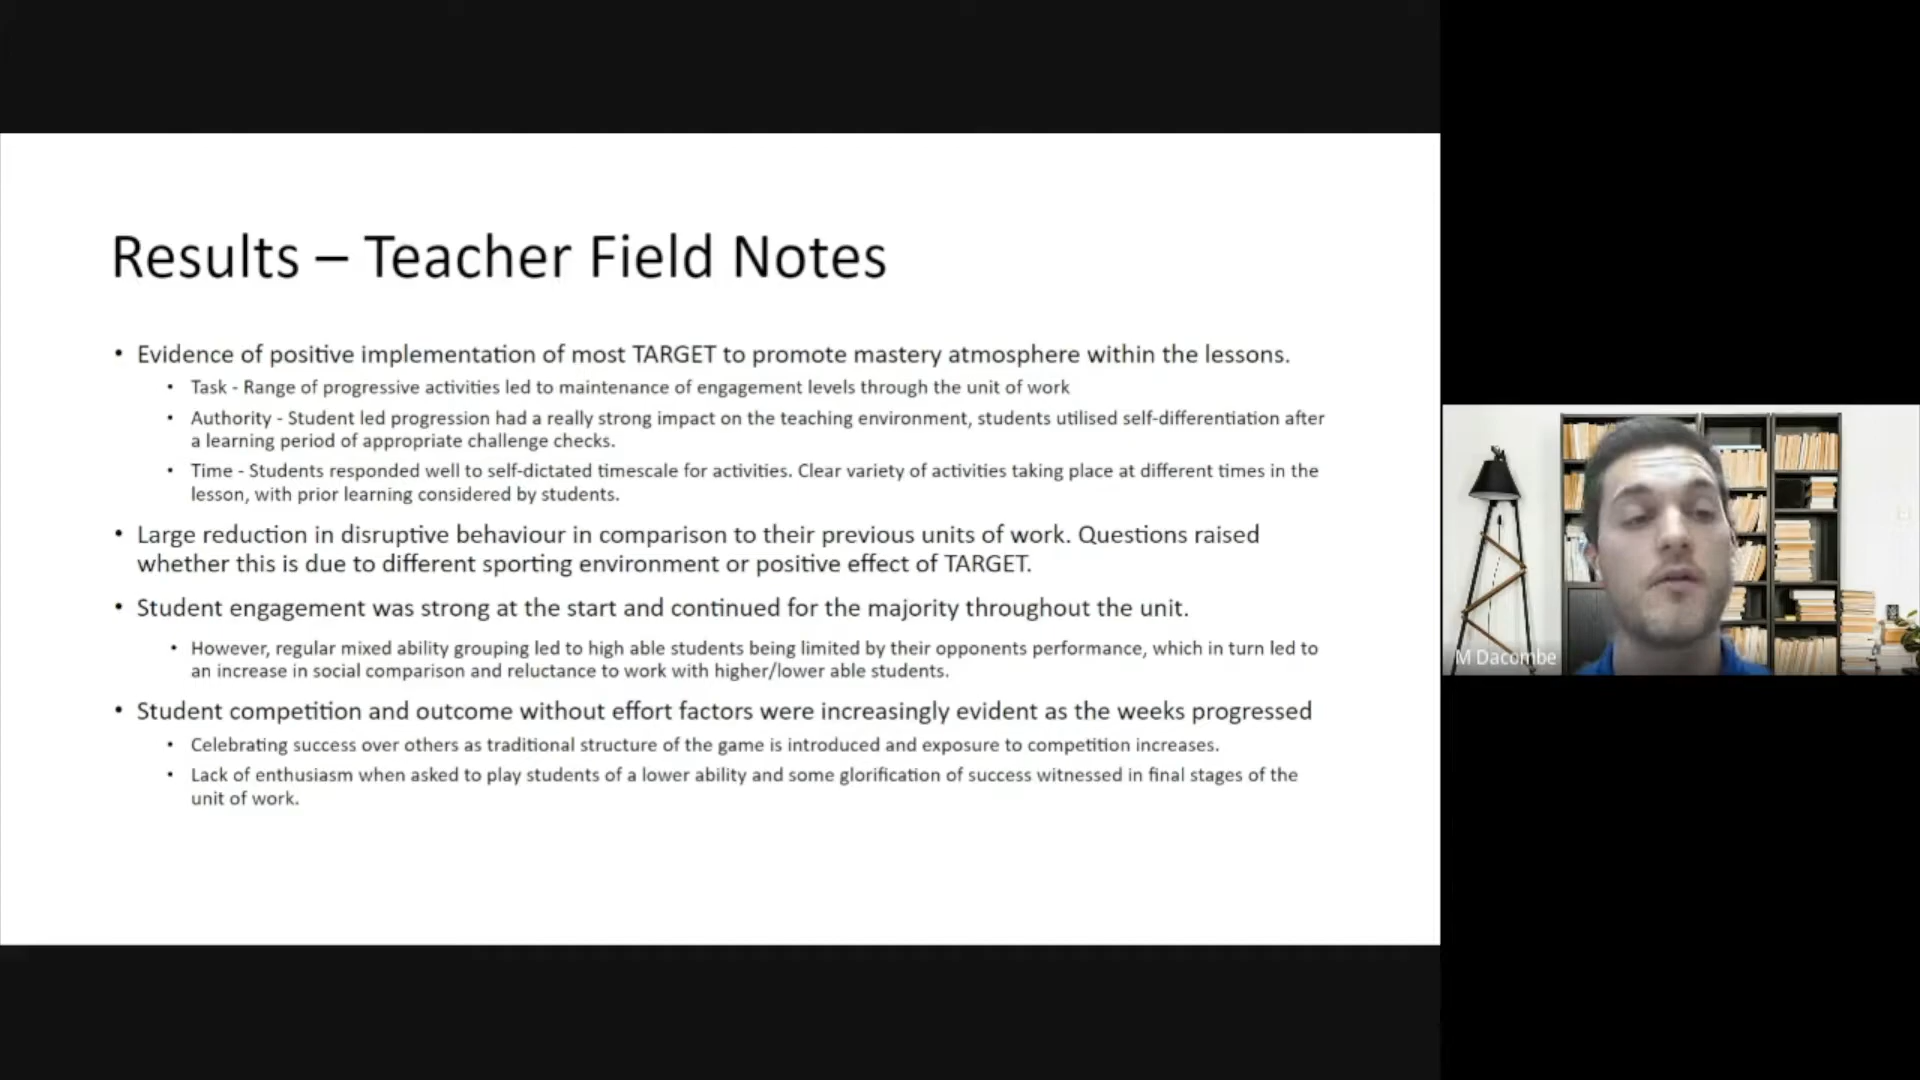 Results – Teacher Field Notes
• Evidence of positive implementation of most TARGET to promote mastery atmosphere within the lessons.
• Task - Range of progressive activities led to maintenance of engagement levels through the unit of work
• Authority - Student led progression had a really strong impact on the teaching environment, students utilised self-differentiation after
a learning period of appropriate challenge checks.
• Time - Students responded well to self-dictated timescale for activities. Clear variety of activities taking place at different times in the
lesson, with prior learning considered by students.
• Large reduction in disruptive behaviour in comparison to their previous units of work. Questions raised
whether this is due to different sporting environment or positive effect of TARGET.
• Student engagement was strong at the start and continued for the majority throughout the unit.
• However, regular mixed ability grouping led to high able students being limited by their opponents performance, which in turn led to
an increase in social comparison and reluctance to work with higher/lower able students.
• Student competition and outcome without effort factors were increasingly evident as the weeks progressed
• Celebrating success over others as traditional structure of the game is introduced and exposure to competition increases.
• Lack of enthusiasm when asked to play students of a lower ability and some glorification of success witnessed in final stages of the
unit of work.
M Dacombe